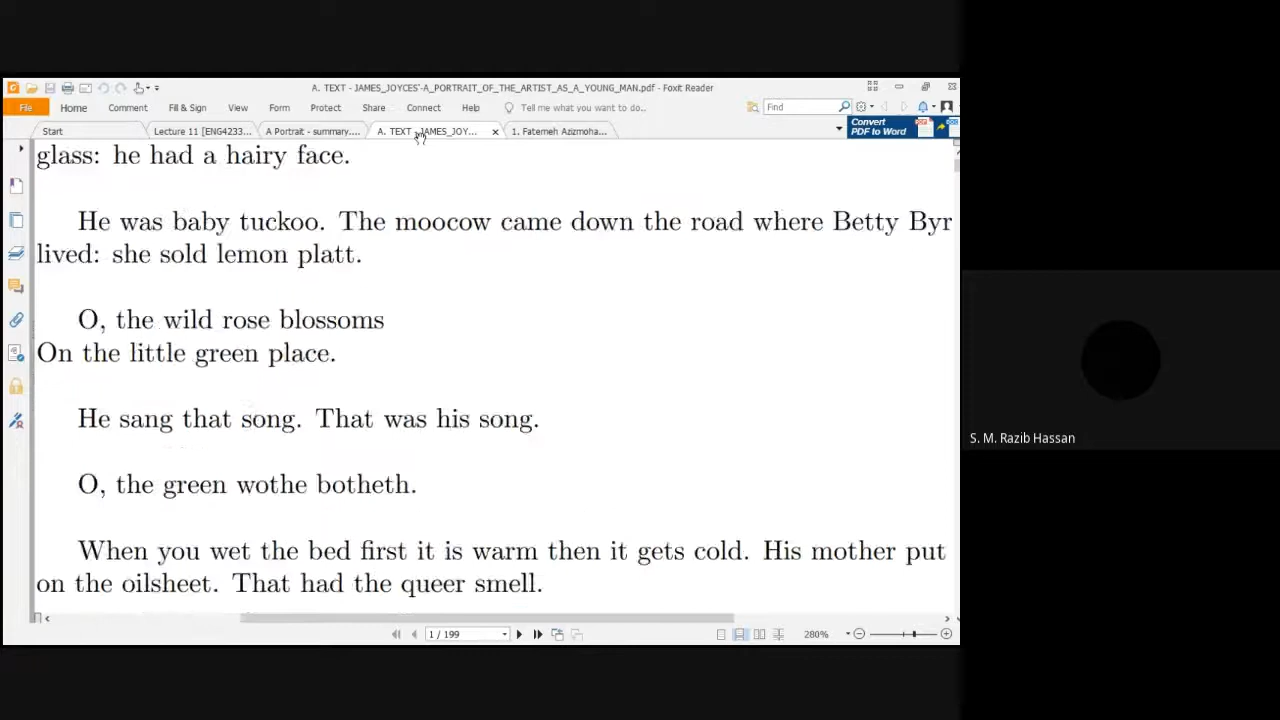 A. TEXT - JAMES_JOYCES'-A_PORTRAIT_OF_THE_ARTIST_AS_A_YOUNG_MAN.pdf - Foxit Reader
File Home Comment Fill & Sign View Form Protect Share Connect Help Tell me what you want to do.. Find
Start Lecture 11 [ENG4233... A Portrait - summary.... A. TEXT - JAMES_JOY... 1. Fatemeh Azizmoha... Convert
PDF to Word
glass: he had a hairy face.
He was baby tuckoo. The moocow came down the road where Betty Byr
lived: she sold lemon platt.
O, the wild rose blossoms
On the little green place.
He sang that song. That was his song.
O, the green wothe botheth.
When you wet the bed first it is warm then it gets cold. His mother put
on the oilsheet. That had the queer smell.
1 / 199 280%
S. M. Razib Hassan